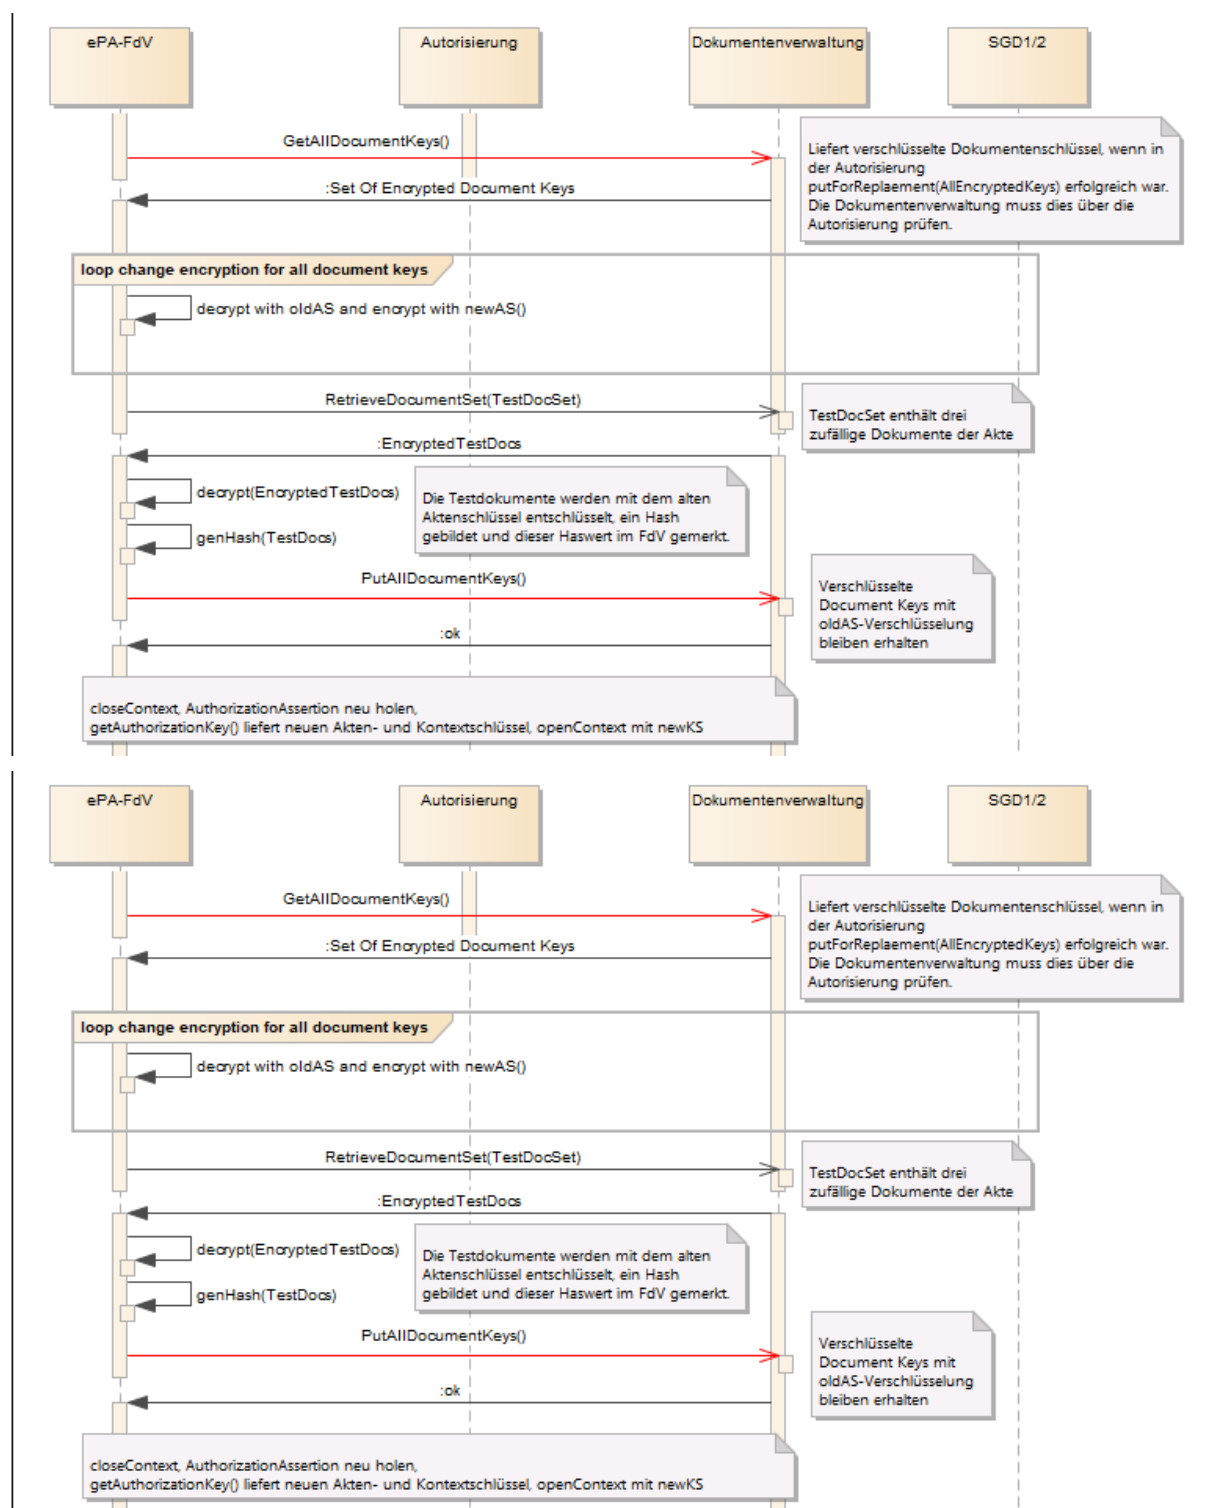 ePA-FdV
Autorisierung
Dokumentenverwaltung
SGD1/2
GetAllDocumentKeys()
Liefert verschlüsselte Dokumentenschlüssel, wenn in
der Autorisierung
putForReplaement(AllEncryptedKeys) erfolgreich war.
Die Dokumentenverwaltung muss dies über die
Autorisierung prüfen.
:Set Of Encrypted Document Keys
loop change encryption for all document keys
decrypt with oldAS and encrypt with newAS()
RetrieveDocumentSet(TestDocSet)
TestDocSet enthält drei
zufällige Dokumente der Akte
:EncryptedTestDocs
decrypt(EncryptedTestDocs)
Die Testdokumente werden mit dem alten
Aktenschlüssel entschlüsselt, ein Hash
gebildet und dieser Haswert im FdV gemerkt.
genHash(TestDocs)
PutAllDocumentKeys()
Verschlüsselte
Document Keys mit
oldAS-Verschlüsselung
bleiben erhalten
:ok
closeContext, AuthorizationAssertion neu holen,
getAuthorizationKey() liefert neuen Akten- und Kontextschlüssel, openContext mit newKS
ePA-FdV
Autorisierung
Dokumentenverwaltung
SGD1/2
GetAllDocumentKeys()
Liefert verschlüsselte Dokumentenschlüssel, wenn in
der Autorisierung
putForReplaement(AllEncryptedKeys) erfolgreich war.
Die Dokumentenverwaltung muss dies über die
Autorisierung prüfen.
:Set Of Encrypted Document Keys
loop change encryption for all document keys
decrypt with oldAS and encrypt with newAS()
RetrieveDocumentSet(TestDocSet)
TestDocSet enthält drei
zufällige Dokumente der Akte
:EncryptedTestDocs
decrypt(EncryptedTestDocs)
Die Testdokumente werden mit dem alten
Aktenschlüssel entschlüsselt, ein Hash
gebildet und dieser Haswert im FdV gemerkt.
genHash(TestDocs)
PutAllDocumentKeys()
Verschlüsselte
Document Keys mit
oldAS-Verschlüsselung
bleiben erhalten
:ok
closeContext, AuthorizationAssertion neu holen,
getAuthorizationKey() liefert neuen Akten- und Kontextschlüssel, openContext mit newKS